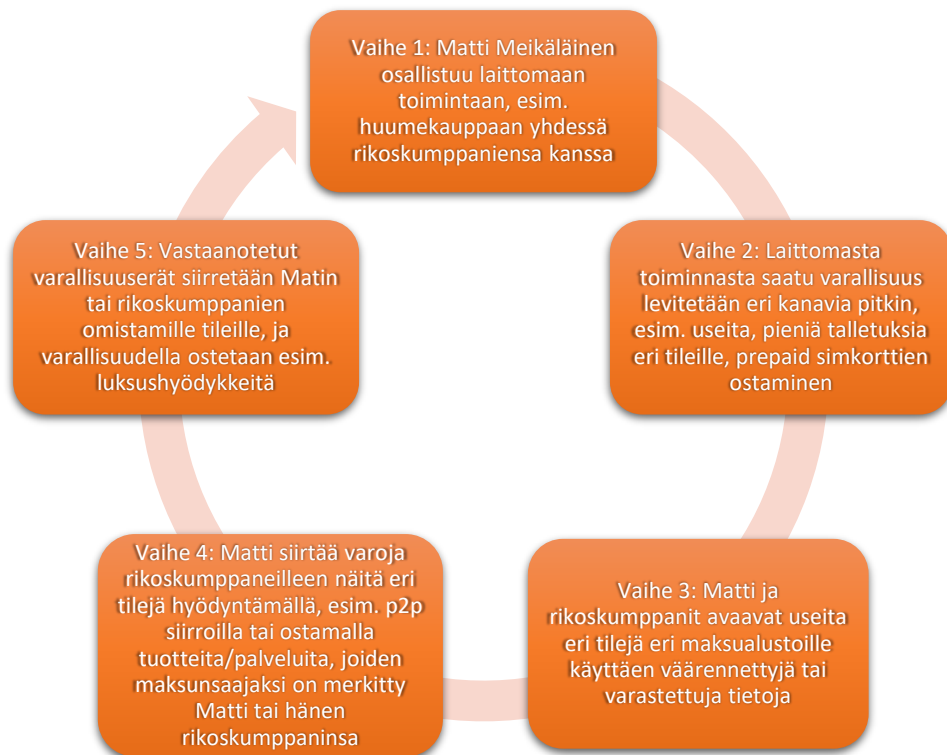 Vaihe 1: Matti Meikäläinen
osallistuu laittomaan
toimintaan, esim.
huumekauppaan yhdessä
rikoskumppaniensa kanssa
Vaihe 2: Laittomasta
toiminnasta saatu varallisuus
levitetään eri kanavia pitkin,
esim. useita, pieniä talletuksia
eri tileille, prepaid simkorttien
ostaminen
Vaihe 3: Matti ja
rikoskumppanit avaavat useita
eri tilejä eri maksualustoille
käyttäen väärennettyjä tai
varastettuja tietoja
Vaihe 4: Matti siirtää varoja
rikoskumppaneilleen näitä eri
tilejä hyödyntämällä, esim. p2p
siirroilla tai ostamalla
tuotteita/palveluita, joiden
maksunsaajaksi on merkitty
Matti tai hänen
rikoskumppaninsa
Vaihe 5: Vastaanotetut
varallisuuserät siirretään Matin
tai rikoskumppanien
omistamille tileille, ja
varallisuudella ostetaan esim.
luksushyödykkeitä